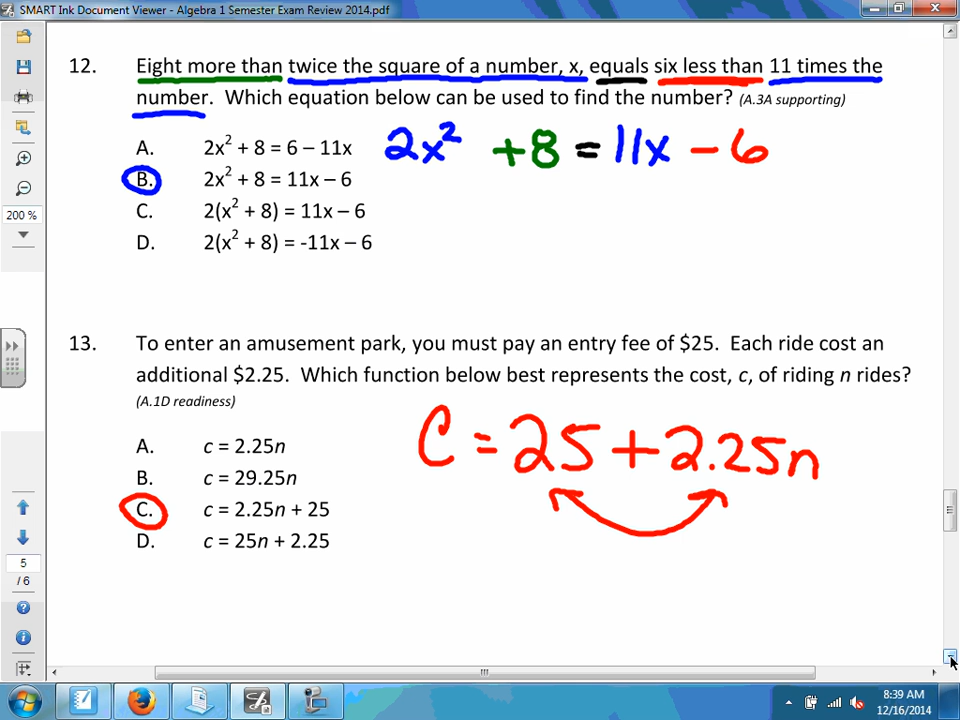 SMART Ink Document Viewer - Algebra 1 Semester Exam Review 2014.pdf
12. Eight more than twice the square of a number, x, equals six less than 11 times the
number. Which equation below can be used to find the number? (A.3A supporting)
A. 2x² + 8 = 6 – 11x
2x² + 8 = 11x – 6
B. 2x² + 8 = 11x – 6
C. 2(x² + 8) = 11x – 6
D. 2(x² + 8) = -11x – 6
200 %
13. To enter an amusement park, you must pay an entry fee of $25. Each ride cost an
additional $2.25. Which function below best represents the cost, c, of riding n rides?
(A.1D readiness)
C = 25 + 2.25n
A. c = 2.25n
B. c = 29.25n
C. c = 2.25n + 25
D. c = 25n + 2.25
5
/ 6
8:39 AM
12/16/2014